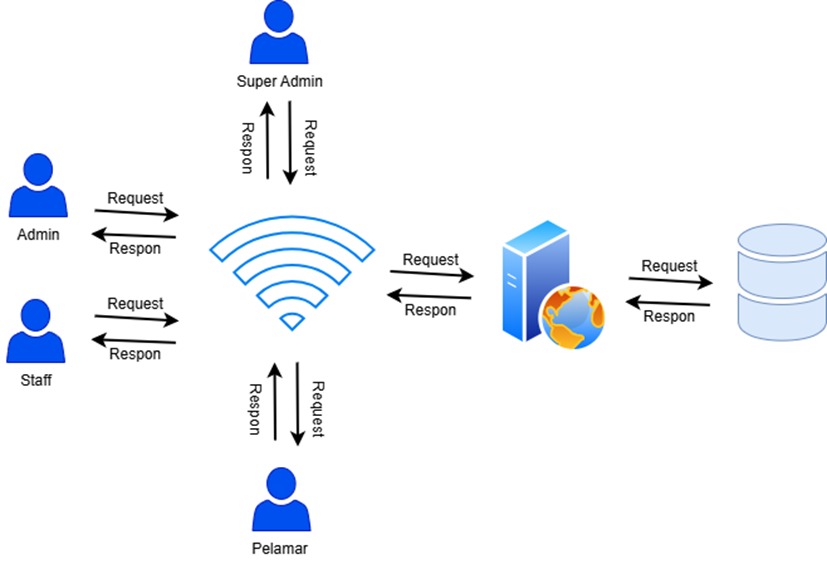 Super Admin
Respon
Request
Request
Admin
Respon
Request
Respon
Staff
Request
Respon
Request
Respon
Respon
Request
Pelamar